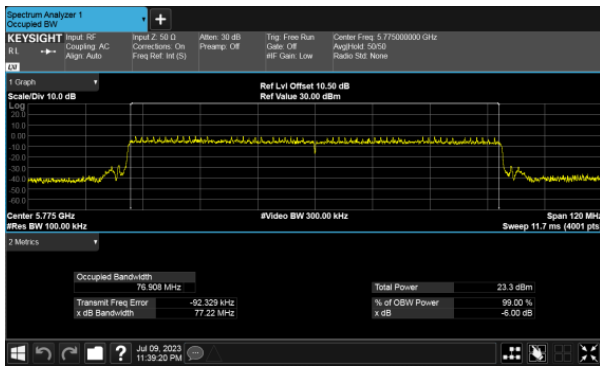 Spectrum Analyzer 1
Occupied BW
+
KEYSIGHT
R L
LXI
Input: RF
Coupling: AC
Align: Auto
Input Z: 50 Ω
Corrections: On
Freq Ref: Int (S)
Atten: 30 dB
Preamp: Off
Trig: Free Run
Gate: Off
#IF Gain: Low
Center Freq: 5.775000000 GHz
Avg|Hold: 50/50
Radio Std: None
1 Graph
Scale/Div 10.0 dB
Ref Lvl Offset 10.50 dB
Ref Value 30.00 dBm
Log
20.0
10.0
0.00
-10.0
-20.0
-30.0
-40.0
-50.0
-60.0
Center 5.775 GHz
#Res BW 100.00 kHz
#Video BW 300.00 kHz
Span 120 MHz
Sweep 11.7 ms (4001 pts)
2 Metrics
Occupied Bandwidth
76.908 MHz
Transmit Freq Error -92.329 kHz
x dB Bandwidth 77.22 MHz
Total Power 23.3 dBm
% of OBW Power 99.00 %
x dB -6.00 dB
?
Jul 09, 2023
11:39:20 PM